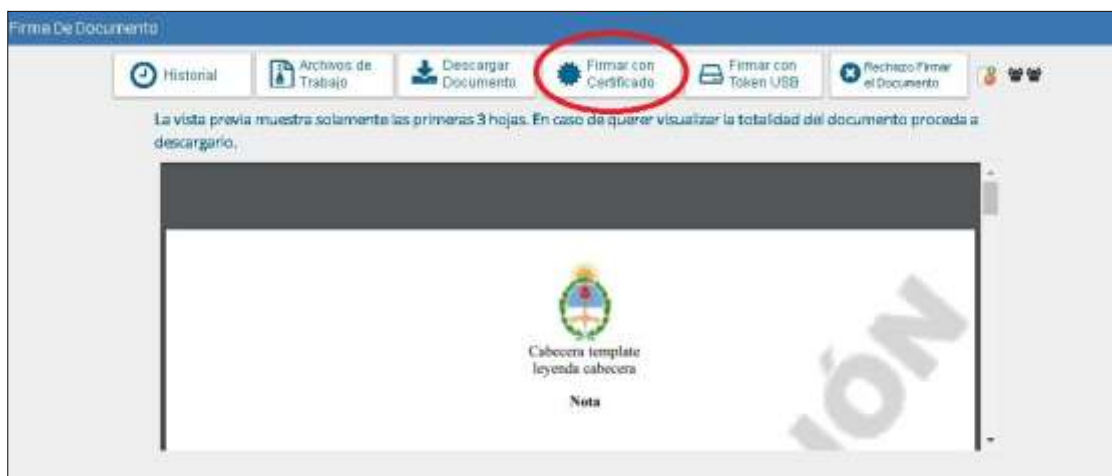 Firma De Documento
Historial
Archivos de
Trabajo
Descargar
Documento
Firmar con
Certificado
Firmar con
Token USB
Rechazo Firmar
el Documento
La vista previa muestra solamente las primeras 3 hojas. En caso de querer visualizar la totalidad del documento proceda a
descargarlo.
Cabecera template
leyenda cabecera
Nota
IÓN